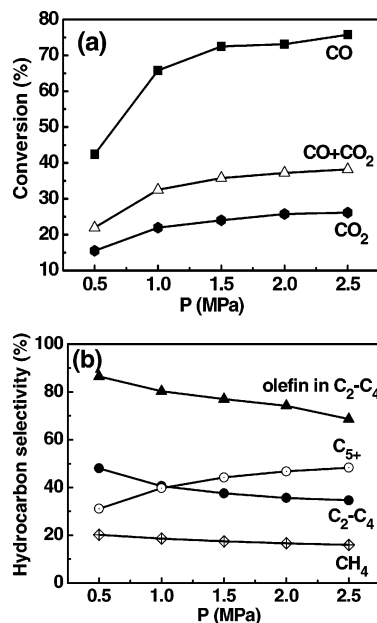 (a)
CO
CO+CO₂
CO₂
Conversion (%)
80
70
60
50
40
30
20
10
0.5 1.0 1.5 2.0 2.5
P (MPa)
(b)
olefin in C₂-C₄
C₅₊
C₂-C₄
CH₄
Hydrocarbon selectivity (%)
100
80
60
40
20
0
0.5 1.0 1.5 2.0 2.5
P (MPa)